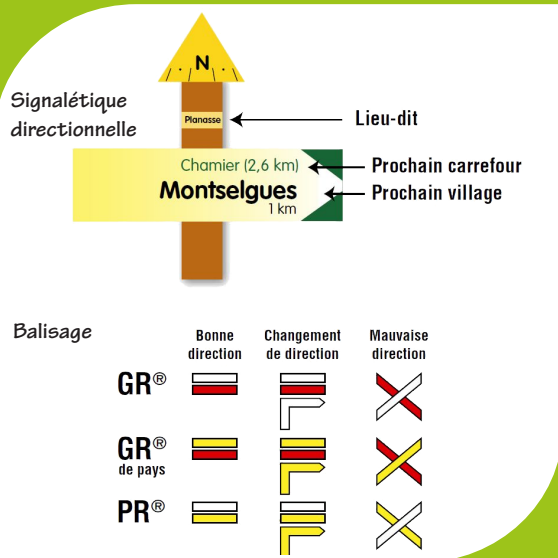 N
Signalétique
directionnelle
Planasse
Lieu-dit
Chamier (2,6 km)
Prochain carrefour
Montselgues
Prochain village
1 km
Balisage
Bonne direction
Changement de direction
Mauvaise direction
GR®
GR®
de pays
PR®